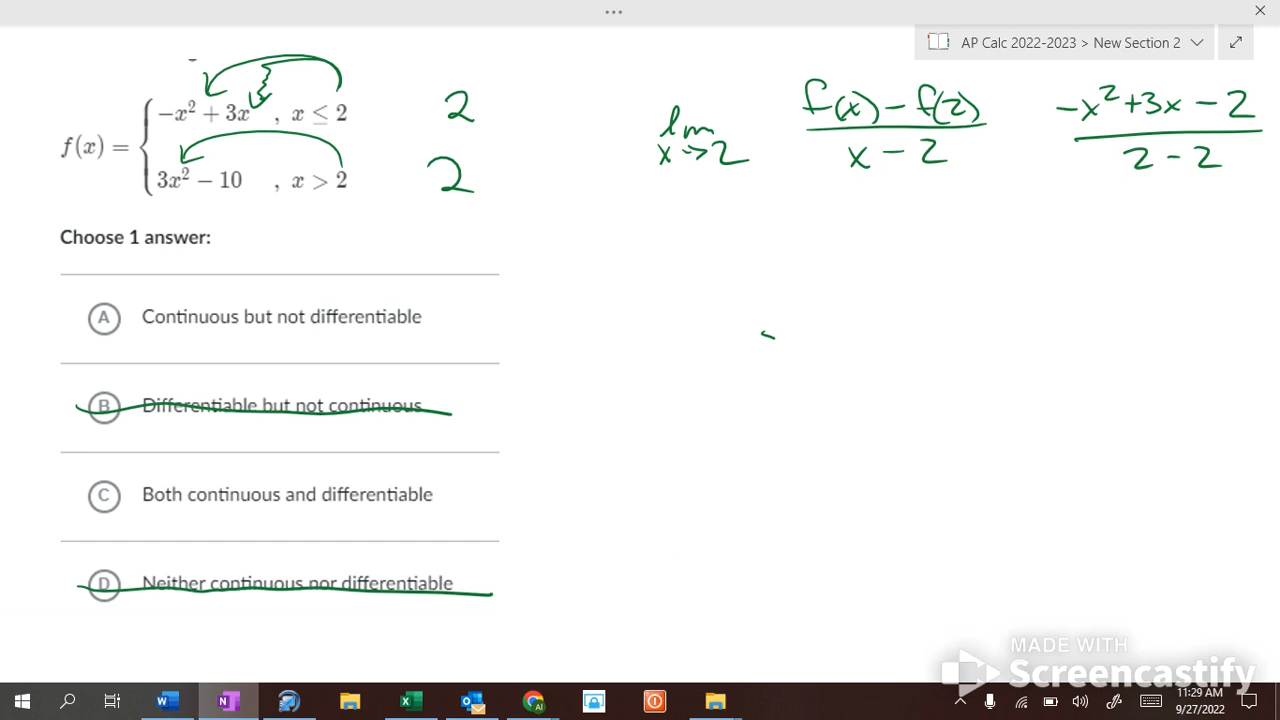 AP Calc 2022-2023 > New Section 2
f(x) = { -x² + 3x , x ≤ 2
3x² - 10 , x > 2
2
2
lim x->2 f(x) - f(2) / x - 2
-x² + 3x - 2 / 2 - 2
Choose 1 answer:
A Continuous but not differentiable
B Differentiable but not continuous
C Both continuous and differentiable
D Neither continuous nor differentiable
MADE WITH
Screencastify
11:29 AM
9/27/2022